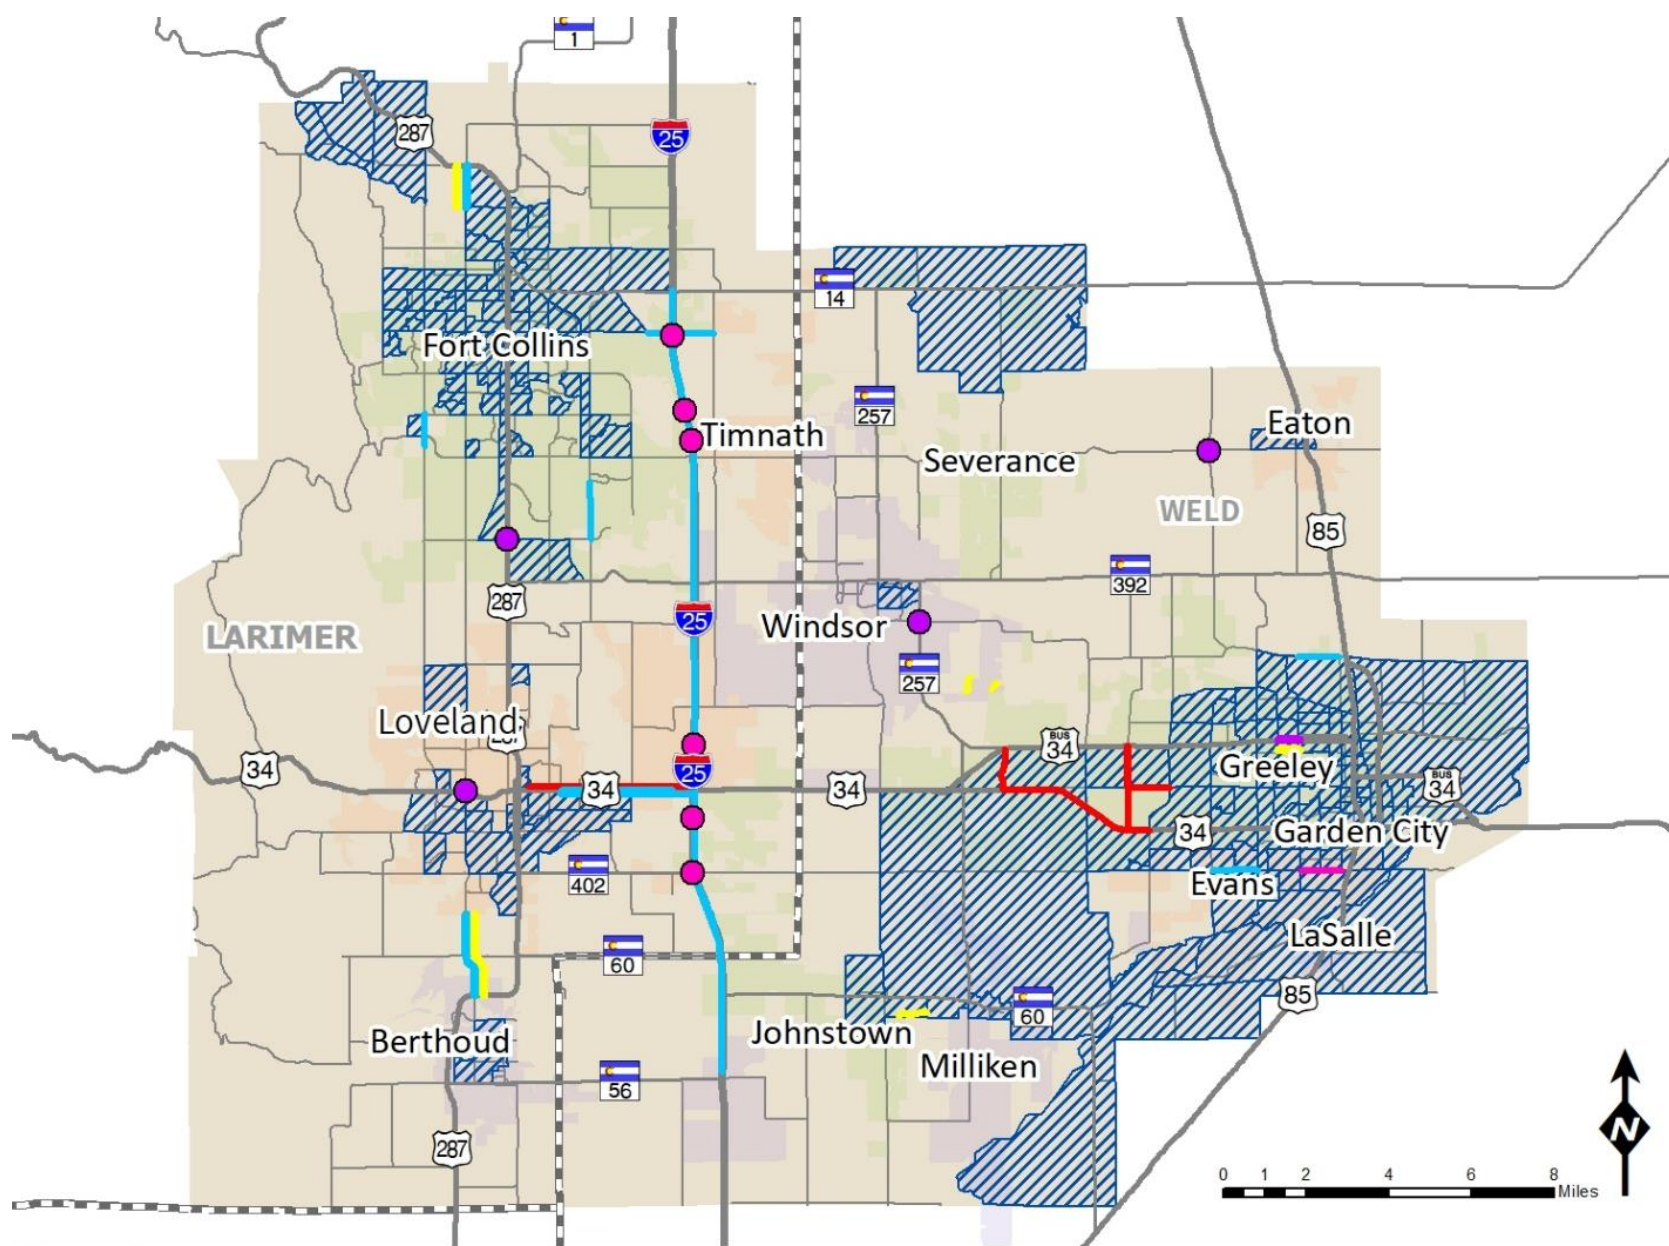 1
287
25
14
Fort Collins
257
Eaton
Timnath
Severance
WELD
85
392
287
25
Windsor
LARIMER
257
Loveland
BUS
34
25
34
34
34
Greeley
BUS
34
34
Garden City
402
Evans
LaSalle
60
85
60
Johnstown
Berthoud
Milliken
56
N
287
0 1 2 4 6 8
Miles